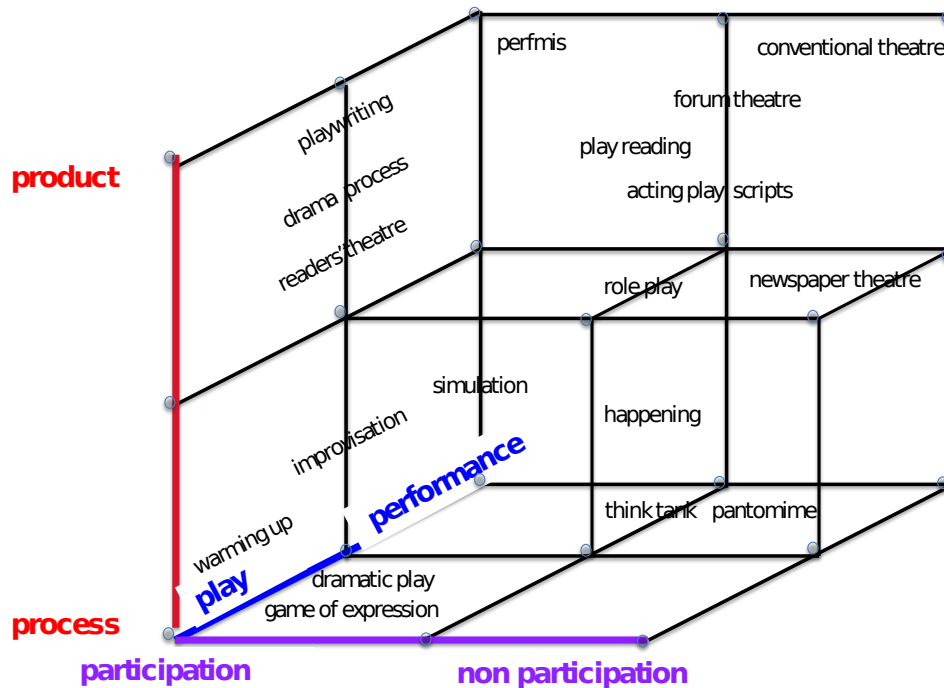 perfmis
conventional theatre
playwriting
forum theatre
play reading
product
drama process
acting play scripts
readers'theatre
role play
newspaper theatre
simulation
happening
improvisation
performance
think tank
pantomime
warming up
play
dramatic play
game of expression
process
participation
non participation